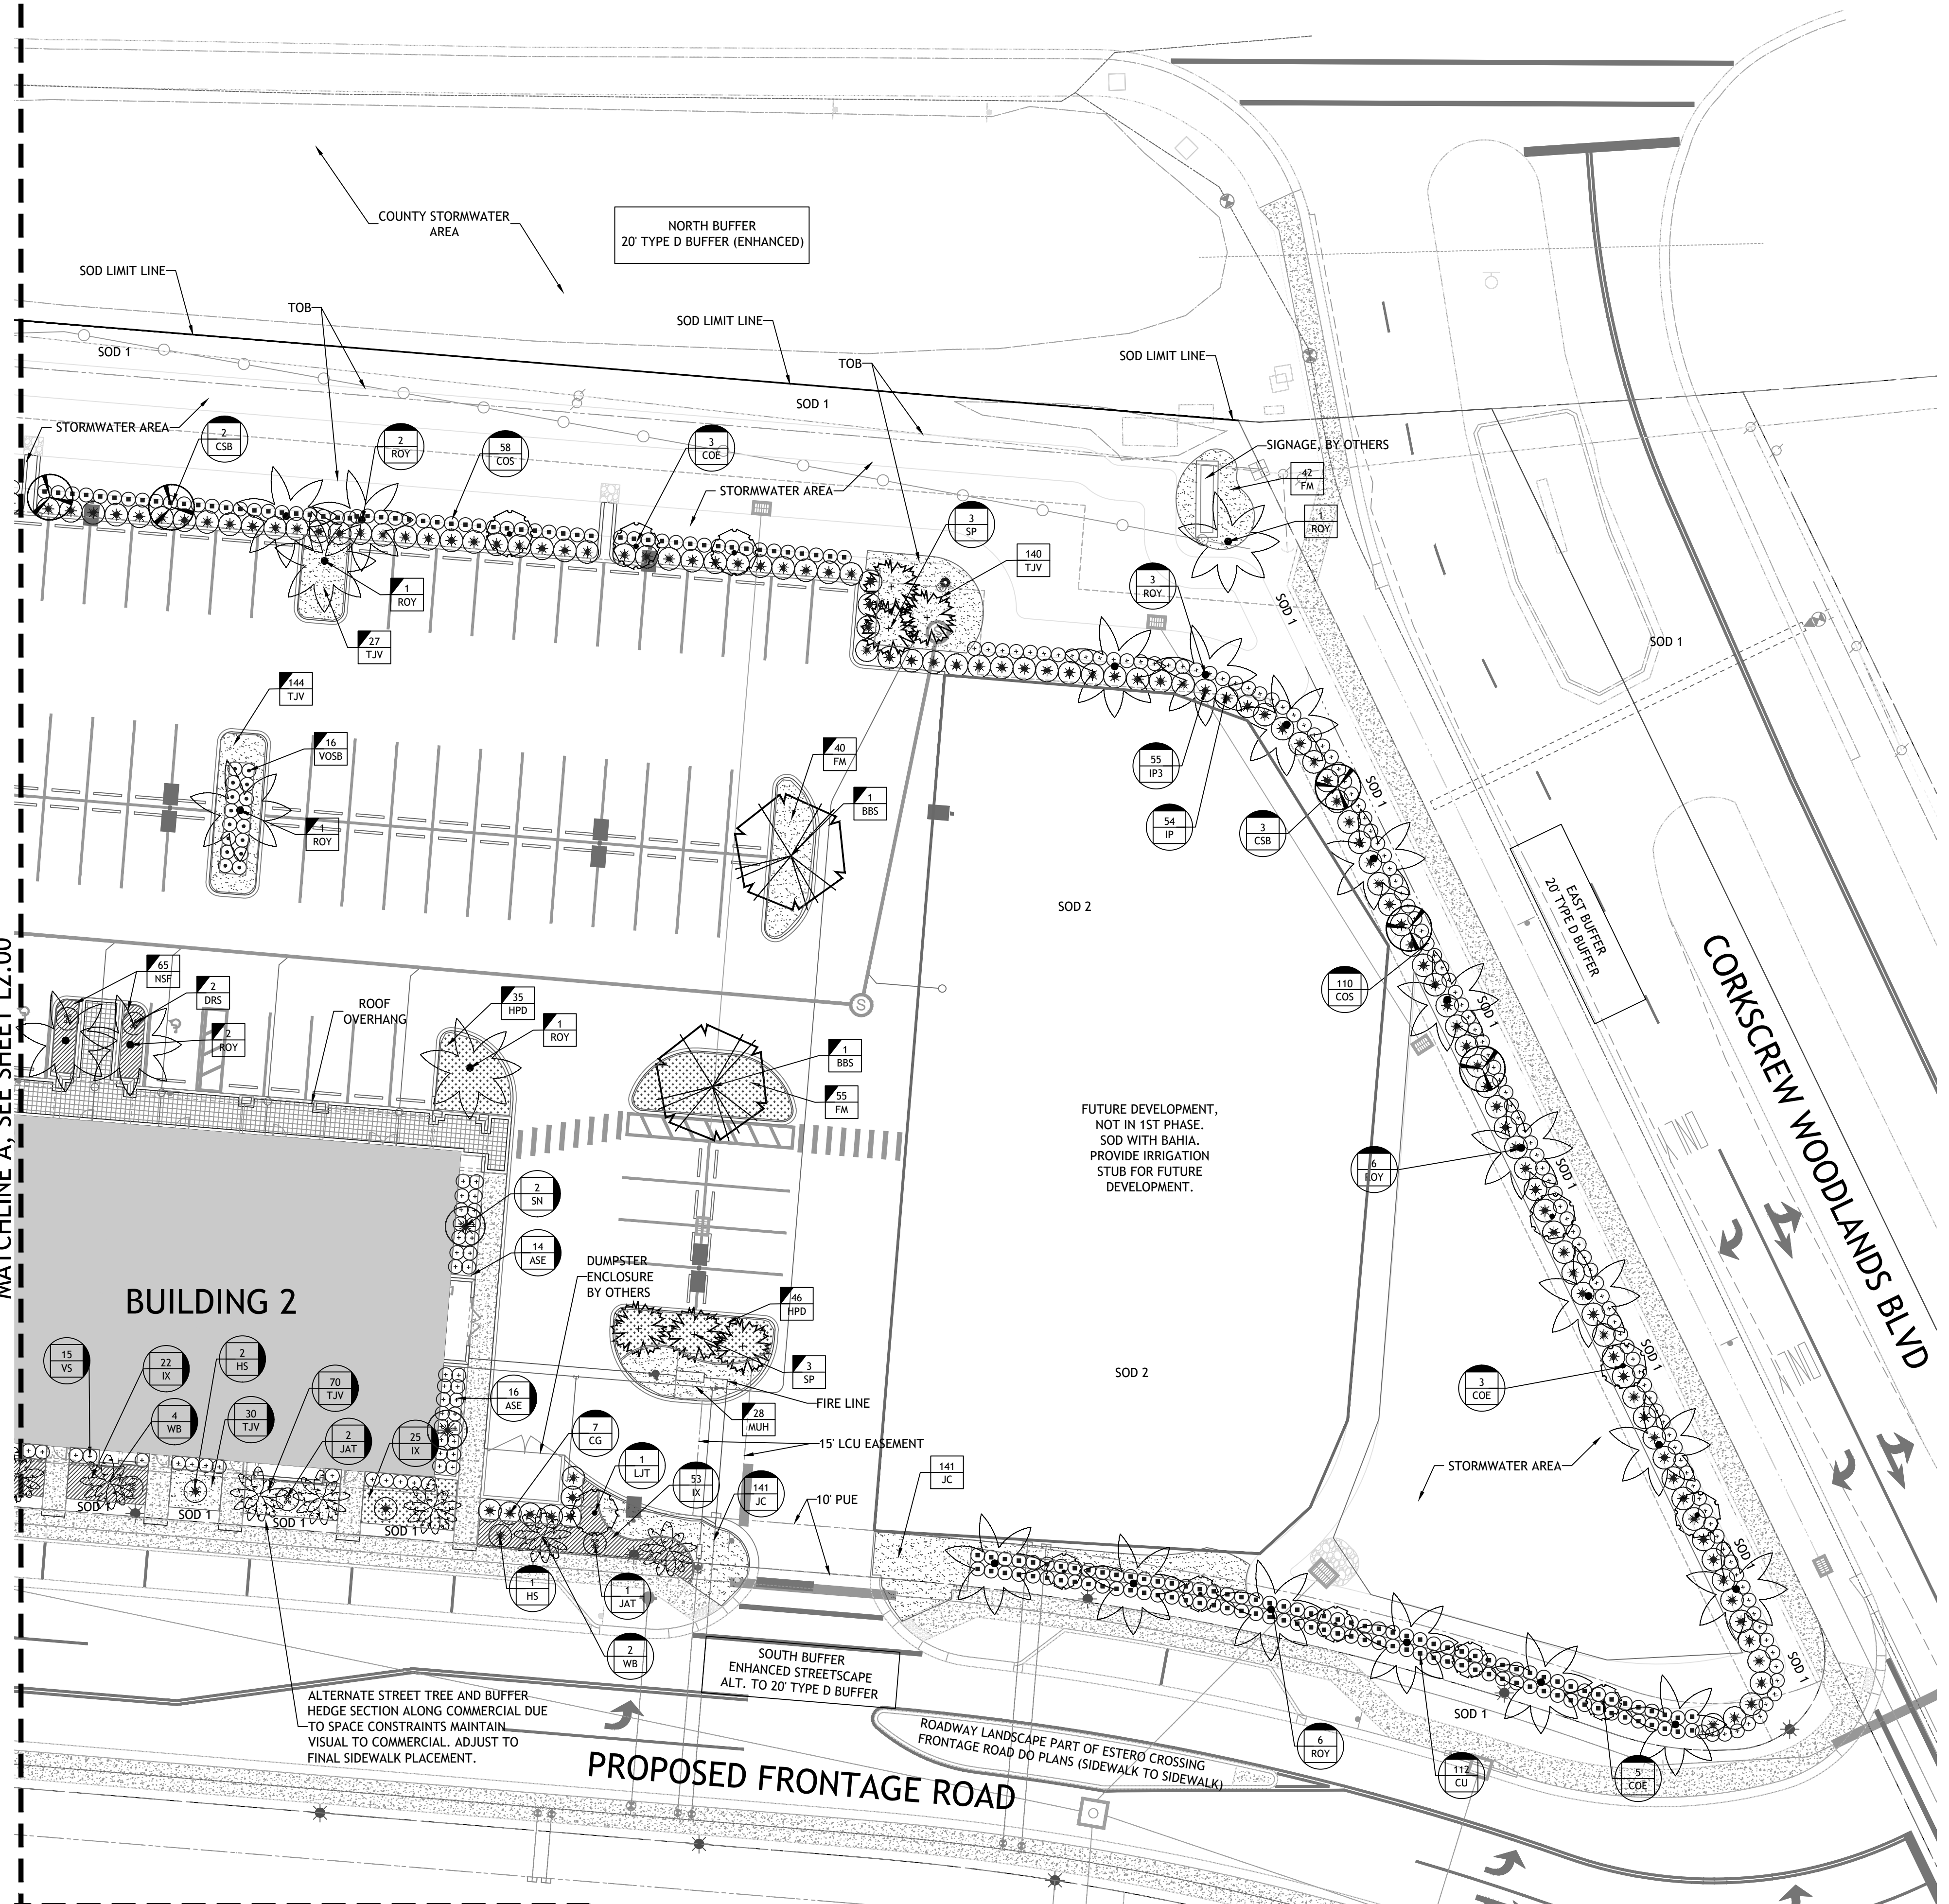 COUNTY STORMWATER
AREA
NORTH BUFFER
20' TYPE D BUFFER (ENHANCED)
SOD LIMIT LINE
TOB
SOD LIMIT LINE
SOD 1
TOB
SOD LIMIT LINE
SOD 1
STORMWATER AREA
2
CSB
2
ROY
58
COS
3
COE
SIGNAGE, BY OTHERS
42
FM
STORMWATER AREA
3
SP
1
ROY
140
TJV
3
ROY
1
ROY
SOD 1
27
TJV
SOD 1
144
TJV
16
VOSB
40
FM
55
IP3
SOD 1
1
BBS
1
ROY
54
IP
3
CSB
EAST BUFFER
20' TYPE D BUFFER
SOD 2
CORKSCREW WOODLANDS BLVD
MATCHLINE A, SEE SHEET L2.00
65
NSF
2
DRS
ROOF
OVERHANG
35
HPD
110
COS
SOD 1
2
ROY
1
ROY
1
BBS
55
FM
FUTURE DEVELOPMENT,
NOT IN 1ST PHASE.
SOD WITH BAHIA.
PROVIDE IRRIGATION
STUB FOR FUTURE
DEVELOPMENT.
6
ROY
SOD 1
2
SN
14
ASE
DUMPSTER
ENCLOSURE
BY OTHERS
BUILDING 2
46
HPD
15
VS
22
IX
2
HS
70
TJV
3
SP
SOD 2
SOD 1
3
COE
16
ASE
FIRE LINE
4
WB
30
TJV
2
JAT
25
IX
7
CG
28
MUH
15' LCU EASEMENT
1
LJT
53
IX
141
JC
141
JC
STORMWATER AREA
10' PUE
SOD 1
SOD 1
SOD 1
SOD 1
SOD 1
1
HS
1
JAT
2
WB
SOUTH BUFFER
ENHANCED STREETSCAPE
ALT. TO 20' TYPE D BUFFER
SOD 1
ALTERNATE STREET TREE AND BUFFER
HEDGE SECTION ALONG COMMERCIAL DUE
TO SPACE CONSTRAINTS MAINTAIN
VISUAL TO COMMERCIAL. ADJUST TO
FINAL SIDEWALK PLACEMENT.
SOD 1
ROADWAY LANDSCAPE PART OF ESTERO CROSSING
FRONTAGE ROAD DO PLANS (SIDEWALK TO SIDEWALK)
6
ROY
112
CU
5
COE
PROPOSED FRONTAGE ROAD
S